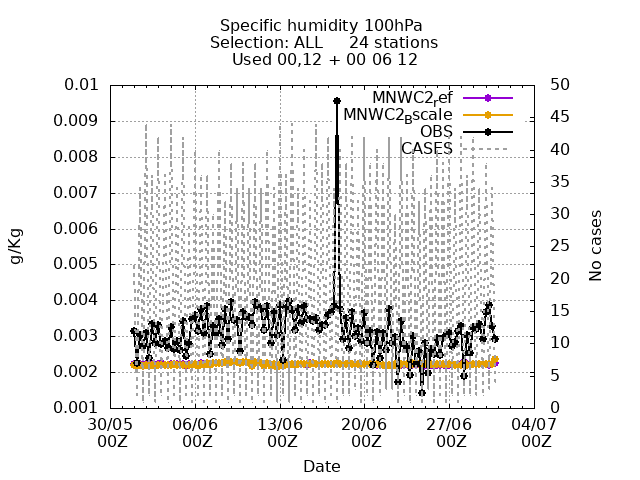 Specific humidity 100hPa
Selection: ALL 24 stations
Used 00,12 + 00 06 12
0.01 50
MNWC2ref
0.009 MNWC2Bscale 45
OBS
0.008 CASES 40
0.007 35
0.006 30
g/Kg No cases
0.005 25
20
0.004 15
0.003 10
0.002 5
0.001 0
30/05 06/06 13/06 20/06 27/06 04/07
00Z 00Z 00Z 00Z 00Z 00Z
Date